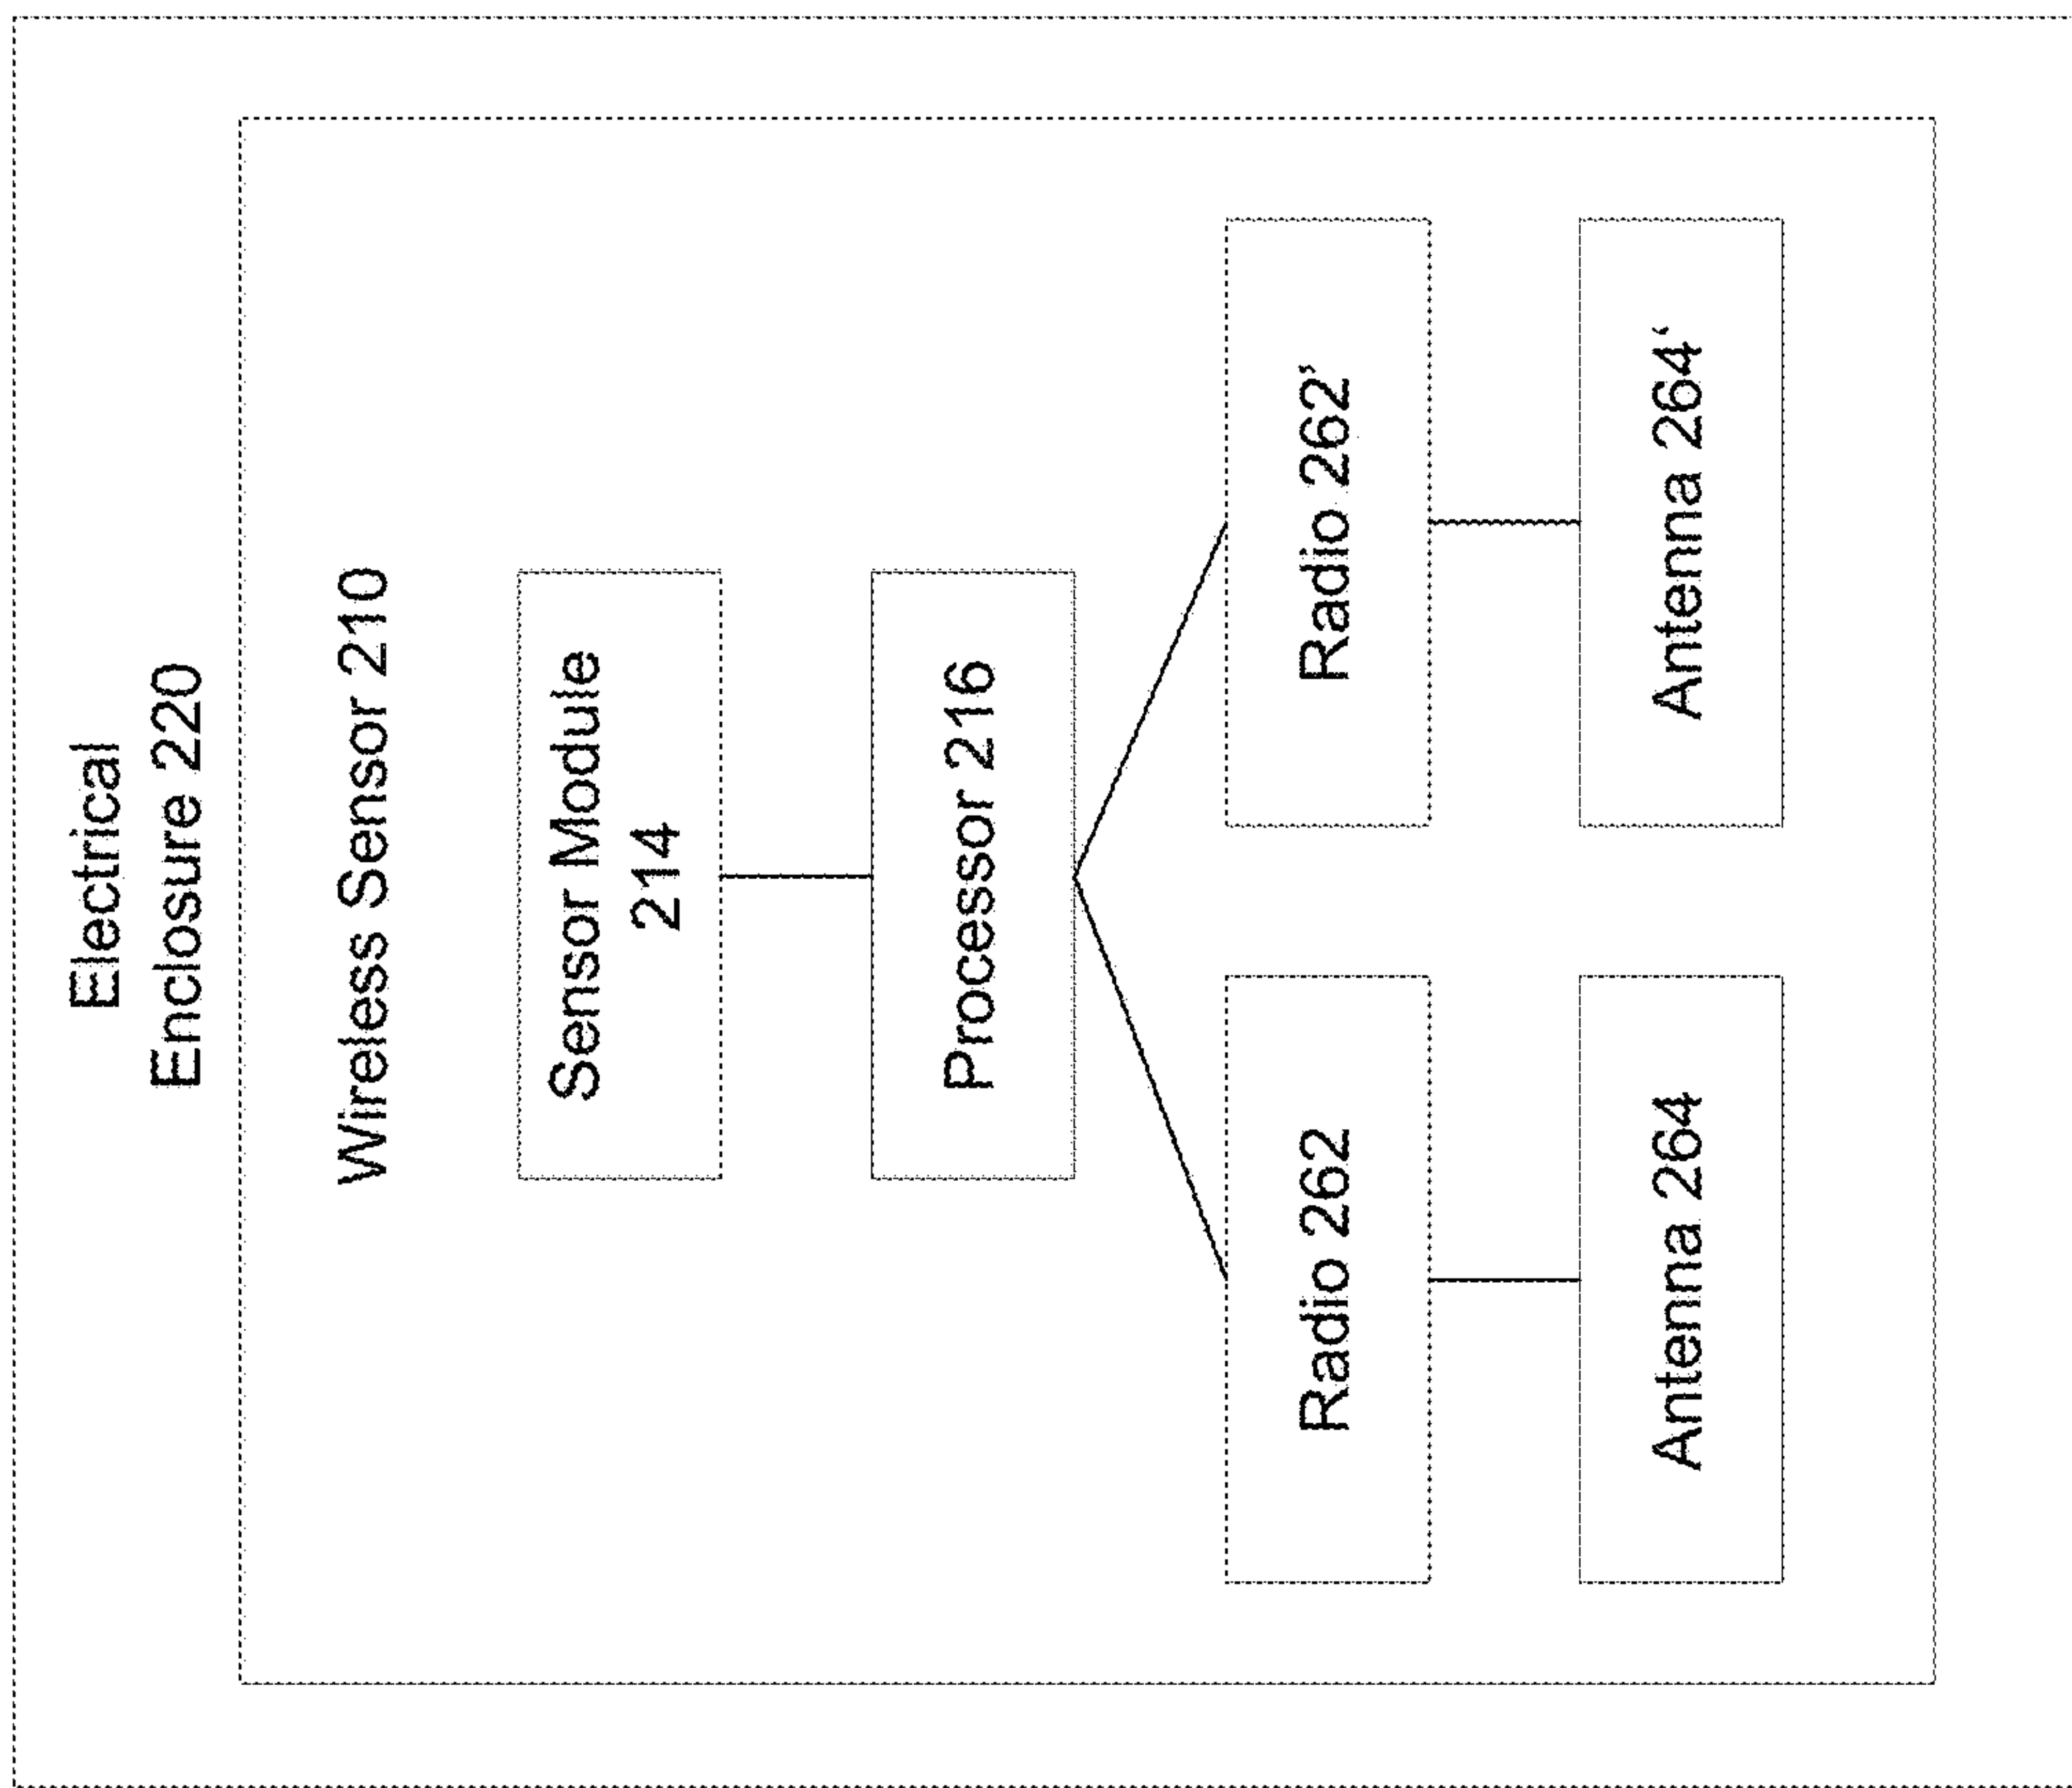 Electrical
Enclosure 220
Wireless Sensor 210
Sensor Module
214
Processor 216
Radio 262
Radio 262’
Antenna 264
Antenna 264‘